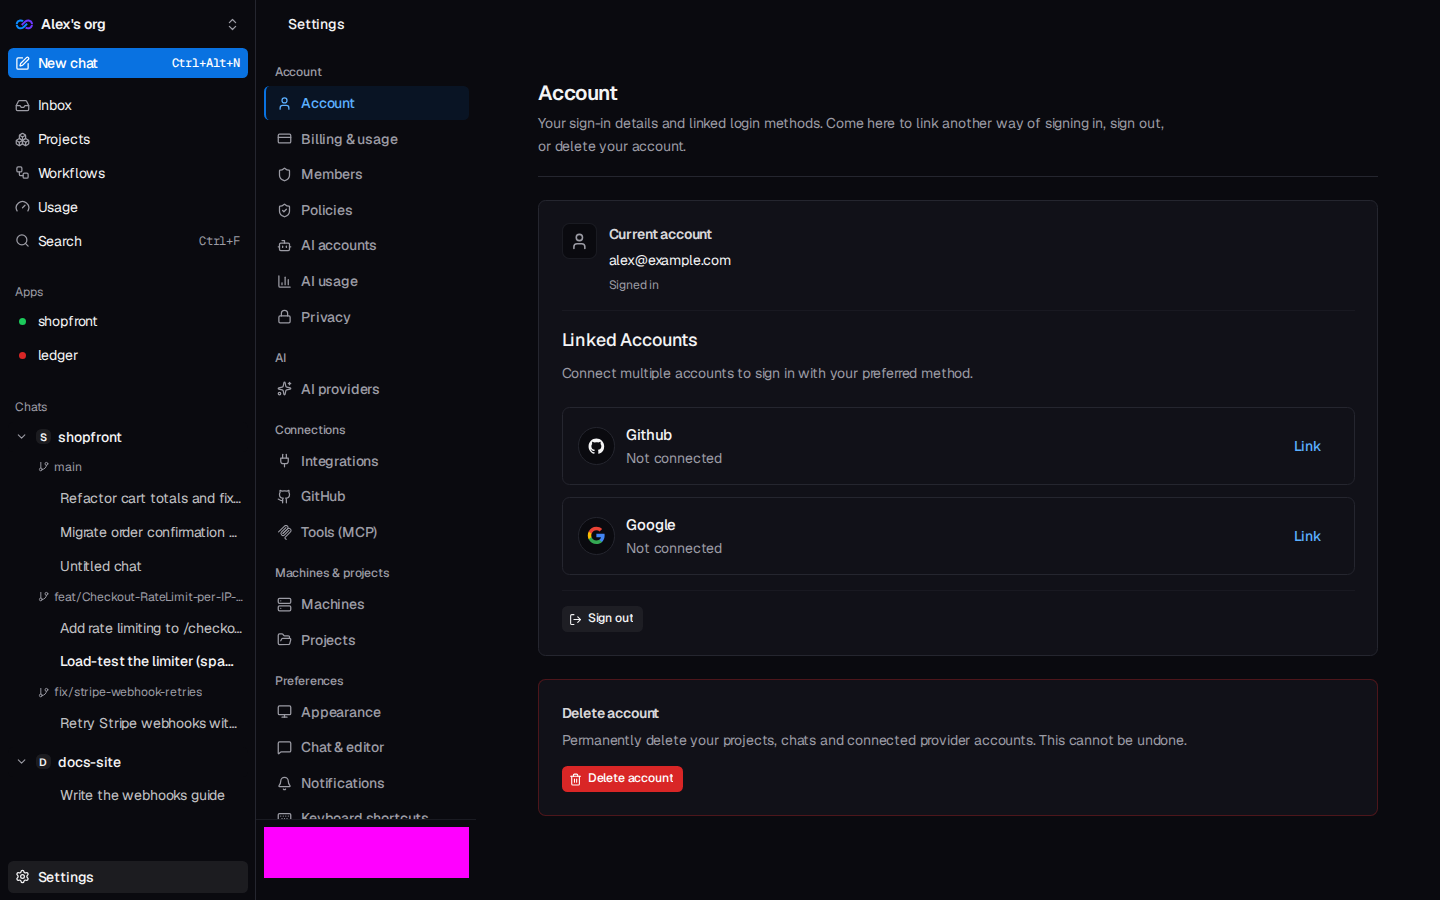 Alex's org
New chat
Ctrl+Alt+N
Inbox
Projects
Workflows
Usage
Search
Ctrl+F
Apps
shopfront
ledger
Chats
S
shopfront
main
Refactor cart totals and fix...
Migrate order confirmation ...
Untitled chat
feat/Checkout-RateLimit-per-IP-...
Add rate limiting to /checko...
Load-test the limiter (spa...
fix/stripe-webhook-retries
Retry Stripe webhooks wit...
D
docs-site
Write the webhooks guide
Settings
Settings
Account
Account
Billing & usage
Members
Policies
AI accounts
AI usage
Privacy
AI
AI providers
Connections
Integrations
GitHub
Tools (MCP)
Machines & projects
Machines
Projects
Preferences
Appearance
Chat & editor
Notifications
Keyboard shortcuts
Account
Your sign-in details and linked login methods. Come here to link another way of signing in, sign out,
or delete your account.
Current account
alex@example.com
Signed in
Linked Accounts
Connect multiple accounts to sign in with your preferred method.
Github
Not connected
Link
Google
Not connected
Link
Sign out
Delete account
Permanently delete your projects, chats and connected provider accounts. This cannot be undone.
Delete account